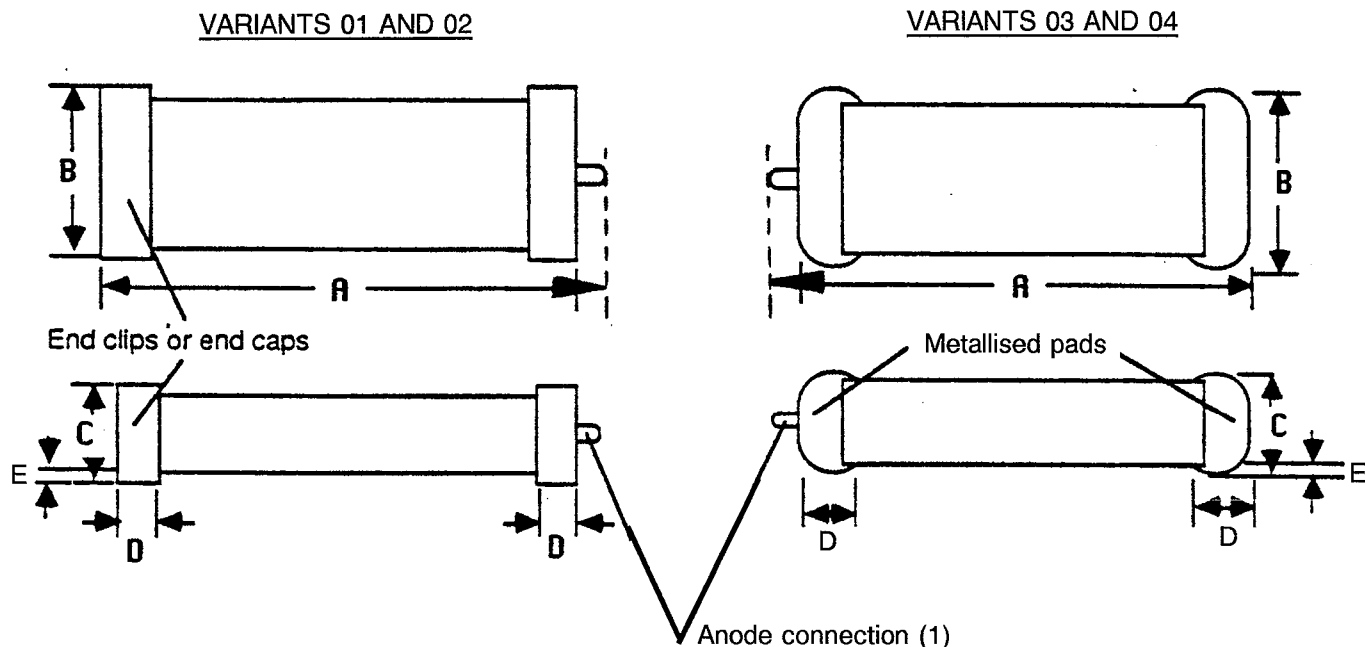 VARIANTS 01 AND 02
VARIANTS 03 AND 04
B
B
A
A
End clips or end caps
Metallised pads
C
C
E
E
D
D
D
D
Anode connection (1)